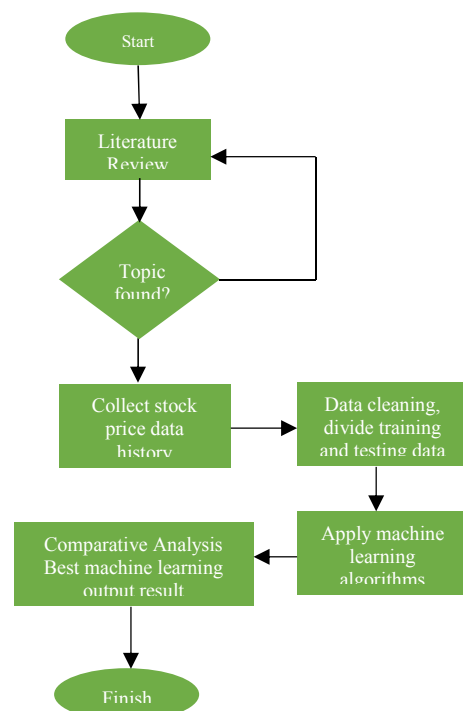 Start
Literature
Review
Topic
found?
Collect stock
price data
history
Data cleaning,
divide training
and testing data
Apply machine
learning
algorithms
Comparative Analysis
Best machine learning
output result
Finish